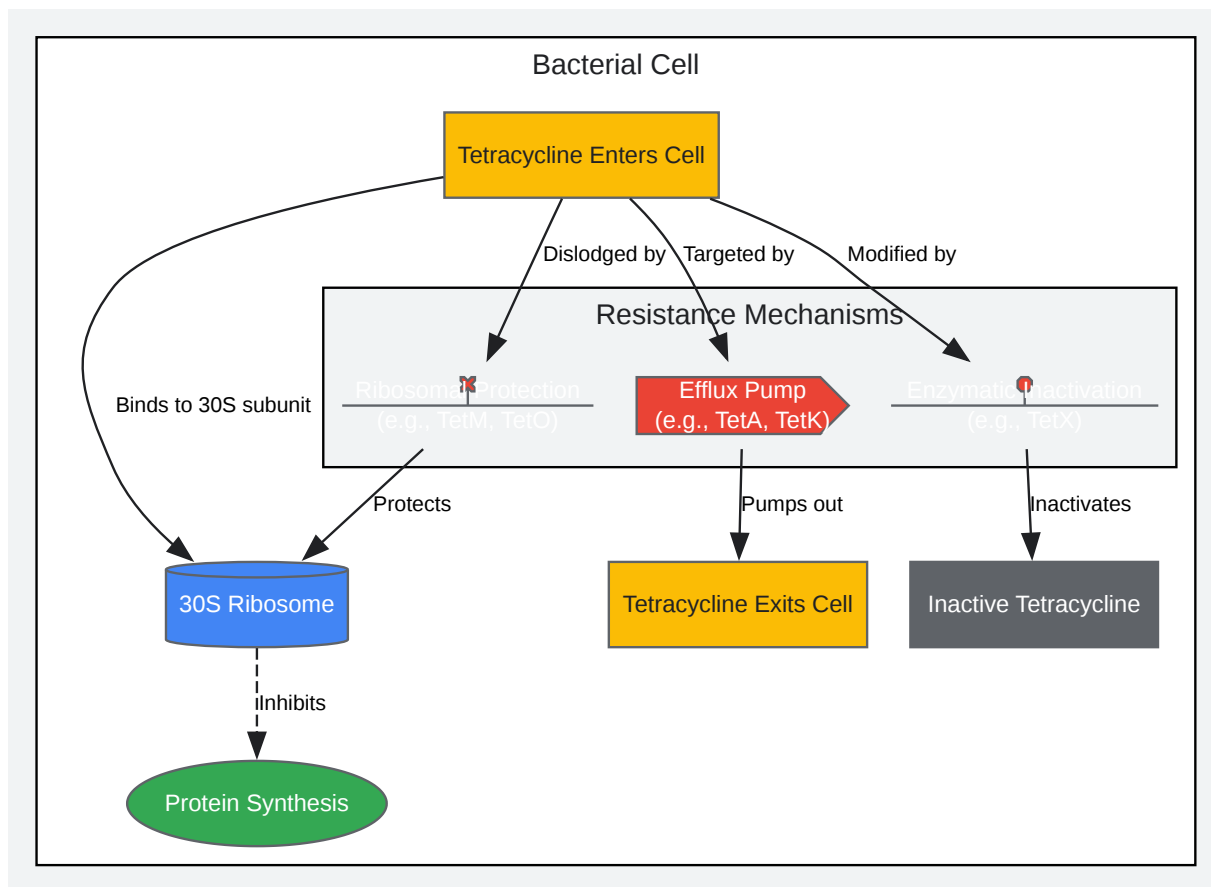 Bacterial Cell
Tetracycline Enters Cell
Dislodged by
Targeted by
Modified by
Resistance Mechanisms
Binds to 30S subunit
Ribosomal Protection
(e.g., TetM, TetO)
Efflux Pump
(e.g., TetA, TetK)
Enzymatic Inactivation
(e.g., TetX)
Protects
Pumps out
Inactivates
30S Ribosome
Tetracycline Exits Cell
Inactive Tetracycline
Inhibits
Protein Synthesis